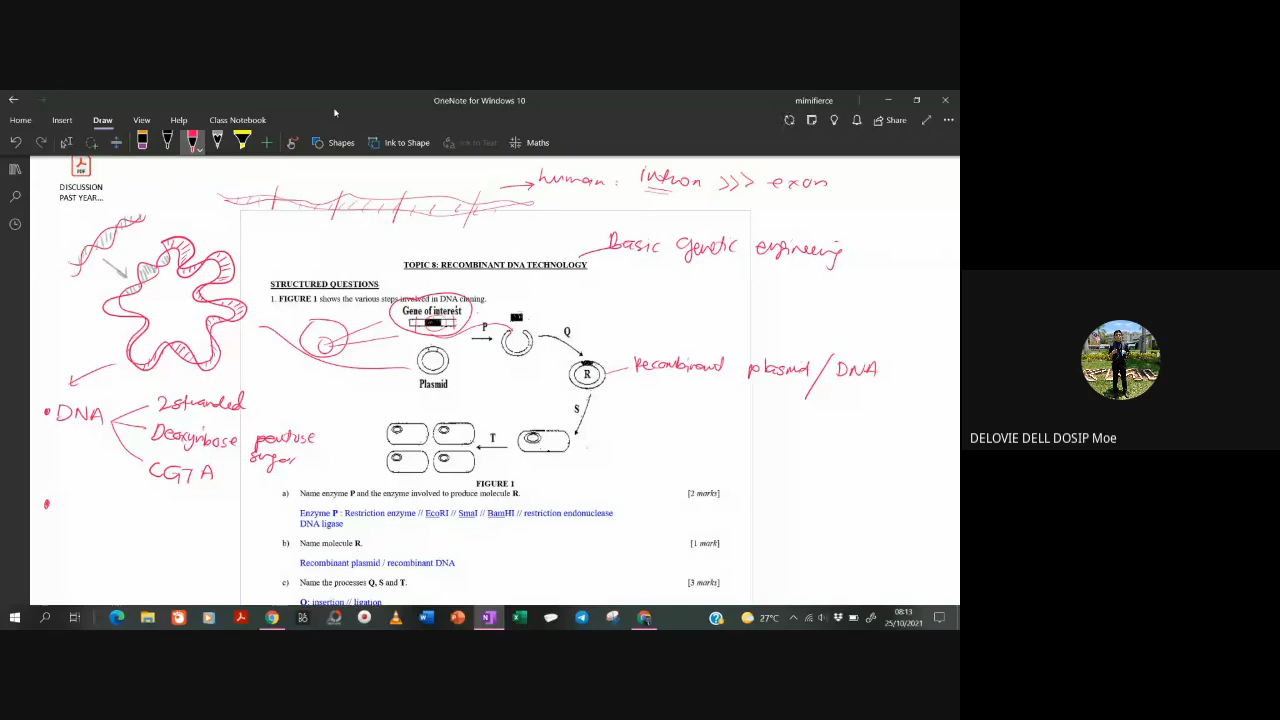 OneNote for Windows 10
mimifierce
Home
Insert
Draw
View
Help
Class Notebook
Share
Shapes
Ink to Shape
Ink to Text
Maths
PDF
DISCUSSION
PAST YEAR...
human : intron >>> exon
Basic Genetic engineering
TOPIC 8: RECOMBINANT DNA TECHNOLOGY
STRUCTURED QUESTIONS
1. FIGURE 1 shows the various steps involved in DNA cloning.
Gene of interest
P
Q
Plasmid
R
Recombinant plasmid / DNA
S
T
DNA
2 stranded
Deoxyribose pentose sugar
CGTA
FIGURE 1
a) Name enzyme P and the enzyme involved to produce molecule R. [2 marks]
Enzyme P : Restriction enzyme // EcoRI // SmaI // BamHI // restriction endonuclease
DNA ligase
b) Name molecule R. [1 mark]
Recombinant plasmid / recombinant DNA
c) Name the processes Q, S and T. [3 marks]
Q: insertion // ligation
27°C
08:13
25/10/2021
DELOVIE DELL DOSIP Moe